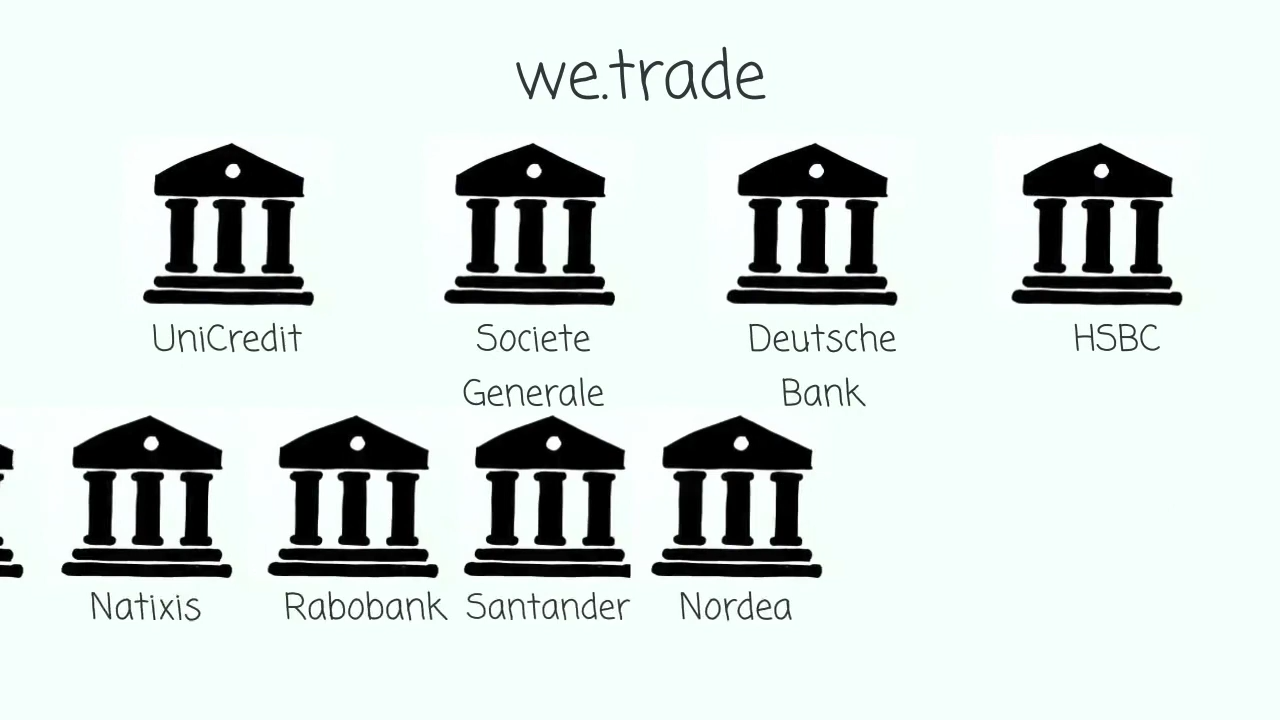 we.trade
UniCredit
Societe
Generale
Deutsche
Bank
HSBC
Natixis
Rabobank
Santander
Nordea